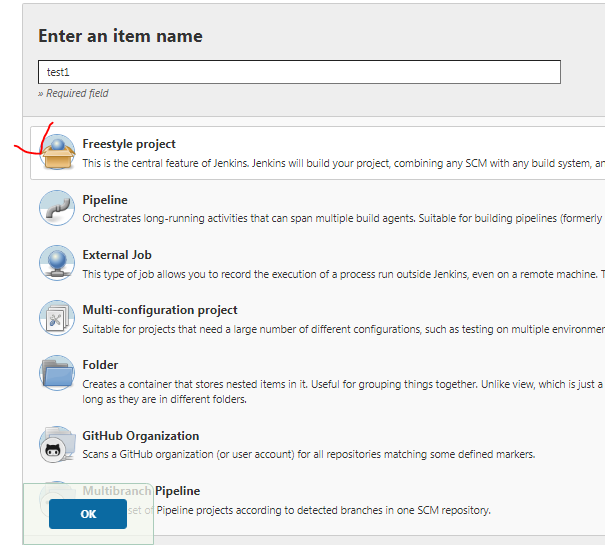 Enter an item name
test1
» Required field
Freestyle project
This is the central feature of Jenkins. Jenkins will build your project, combining any SCM with any build system, an
Pipeline
Orchestrates long-running activities that can span multiple build agents. Suitable for building pipelines (formerly
External Job
This type of job allows you to record the execution of a process run outside Jenkins, even on a remote machine. T
Multi-configuration project
Suitable for projects that need a large number of different configurations, such as testing on multiple environmen
Folder
Creates a container that stores nested items in it. Useful for grouping things together. Unlike view, which is just a
long as they are in different folders.
GitHub Organization
Scans a GitHub organization (or user account) for all repositories matching some defined markers.
Multibranch Pipeline
set of Pipeline projects according to detected branches in one SCM repository.
OK